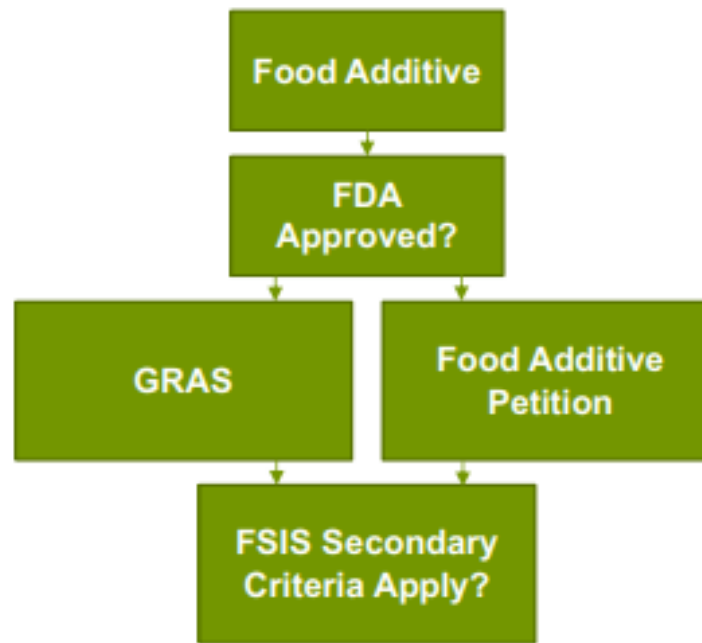 Food Additive
FDA
Approved?
GRAS
Food Additive
Petition
FSIS Secondary
Criteria Apply?